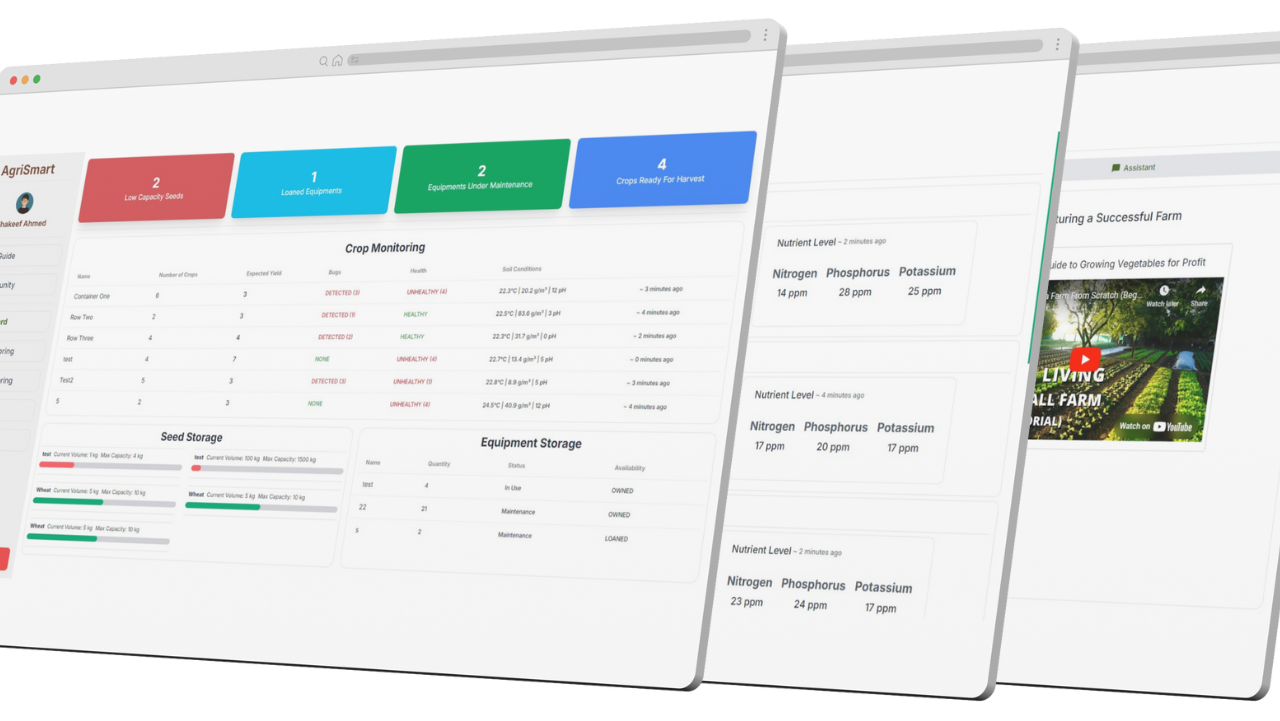 AgriSmart
hakeef Ahmed
Guide
unity
rd
ering
ring
2
Low Capacity Seeds
1
Loaned Equipments
2
Equipments Under Maintenance
4
Crops Ready For Harvest
Crop Monitoring
Name Number of Crops Expected Yield Bugs Health Soil Conditions
Container One 6 3 DETECTED (3) UNHEALTHY (4) 22.3°C | 20.2 g/m³ | 12 pH ~ 3 minutes ago
Row Two 2 3 DETECTED (1) HEALTHY 22.5°C | 83.6 g/m³ | 3 pH ~ 4 minutes ago
Row Three 4 4 DETECTED (2) HEALTHY 22.3°C | 31.7 g/m³ | 0 pH ~ 2 minutes ago
test 4 7 NONE UNHEALTHY (4) 22.7°C | 13.4 g/m³ | 5 pH ~ 0 minutes ago
Test2 5 3 DETECTED (3) UNHEALTHY (1) 22.8°C | 8.9 g/m³ | 5 pH ~ 3 minutes ago
5 2 3 NONE UNHEALTHY (4) 24.5°C | 40.9 g/m³ | 12 pH ~ 4 minutes ago
Seed Storage
test Current Volume: 1 kg Max Capacity: 4 kg
test Current Volume: 100 kg Max Capacity: 1500 kg
Wheat Current Volume: 5 kg Max Capacity: 10 kg
Wheat Current Volume: 5 kg Max Capacity: 10 kg
Wheat Current Volume: 5 kg Max Capacity: 10 kg
Equipment Storage
Name Quantity Status Availability
test 4 In Use OWNED
22 21 Maintenance OWNED
s 2 Maintenance LOANED
Nutrient Level ~ 2 minutes ago
Nitrogen Phosphorus Potassium
14 ppm 28 ppm 25 ppm
Nutrient Level ~ 4 minutes ago
Nitrogen Phosphorus Potassium
17 ppm 20 ppm 17 ppm
Nutrient Level ~ 2 minutes ago
Nitrogen Phosphorus Potassium
23 ppm 24 ppm 17 ppm
Assistant
turing a Successful Farm
uide to Growing Vegetables for Profit
a Farm From Scratch (Beg...
Watch later Share
LIVING
ALL FARM
RIAL)
Watch on YouTube